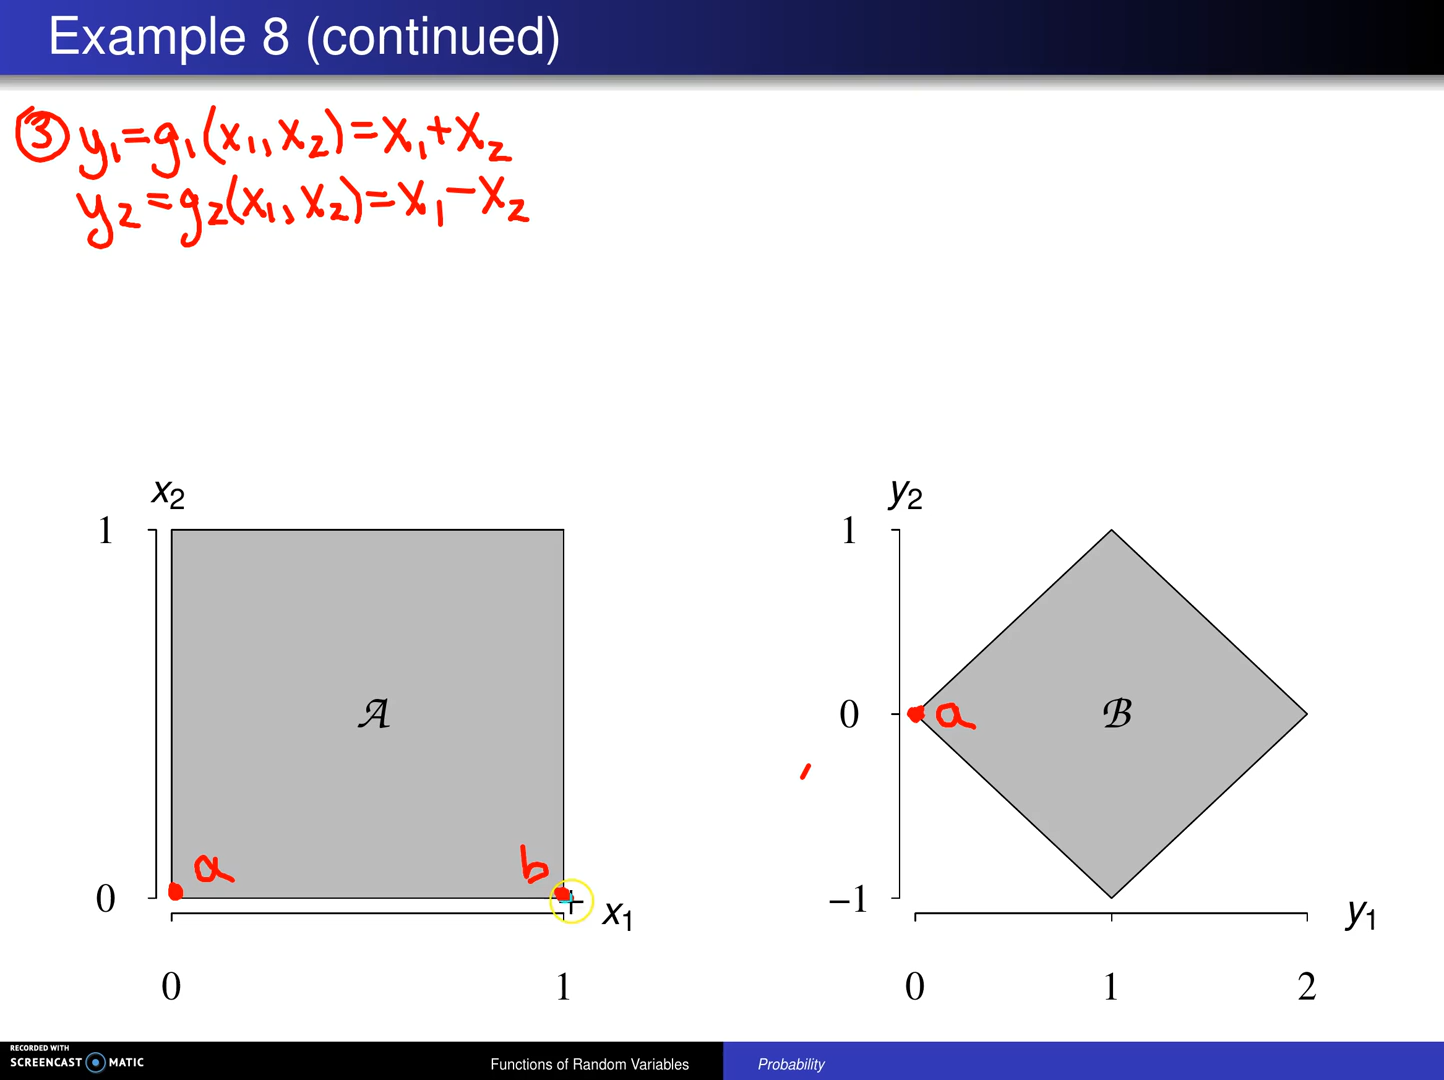 Example 8 (continued)
③ y₁=g₁(x₁,x₂)=x₁+x₂
y₂=g₂(x₁,x₂)=x₁−x₂
x₂
1
𝒜
a
b
0
x₁
0 1
y₂
1
0
a
ℬ
−1
y₁
0 1 2
RECORDED WITH
SCREENCAST MATIC
Functions of Random Variables
Probability